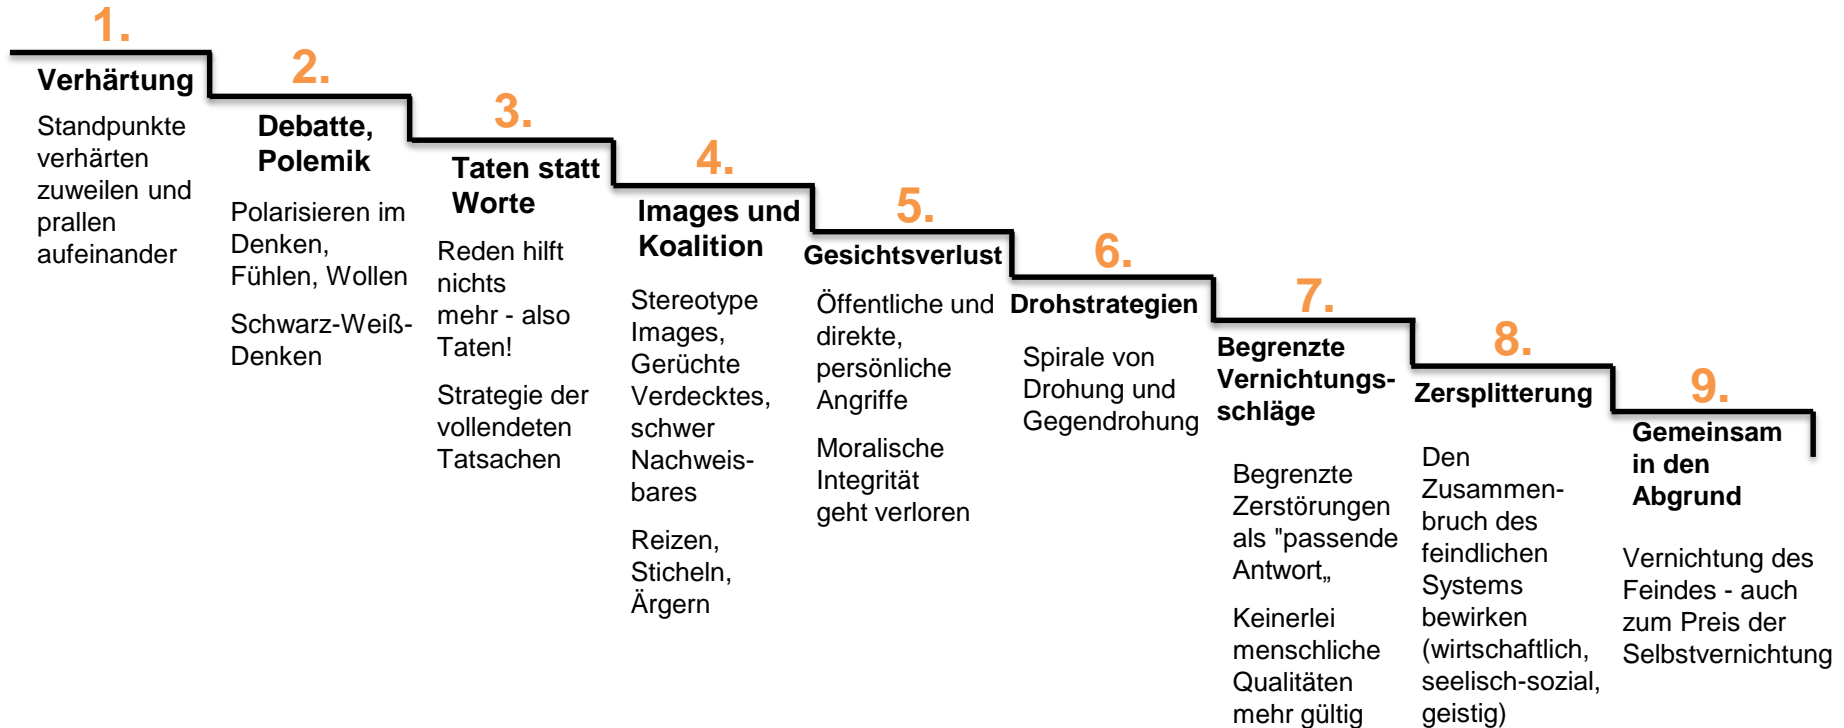 1.
Verhärtung
Standpunkte
verhärten
zuweilen und
prallen
aufeinander
2.
Debatte,
Polemik
Polarisieren im
Denken,
Fühlen, Wollen
Schwarz-Weiß-
Denken
3.
Taten statt
Worte
Reden hilft
nichts
mehr - also
Taten!
Strategie der
vollendeten
Tatsachen
4.
Images und
Koalition
Stereotype
Images,
Gerüchte
Verdecktes,
schwer
Nachweis-
bares
Reizen,
Sticheln,
Ärgern
5.
Gesichtsverlust
Öffentliche und
direkte,
persönliche
Angriffe
Moralische
Integrität
geht verloren
6.
Drohstrategien
Spirale von
Drohung und
Gegendrohung
7.
Begrenzte
Vernichtungs-
schläge
Begrenzte
Zerstörungen
als "passende
Antwort„
Keinerlei
menschliche
Qualitäten
mehr gültig
8.
Zersplitterung
Den
Zusammen-
bruch des
feindlichen
Systems
bewirken
(wirtschaftlich,
seelisch-sozial,
geistig)
9.
Gemeinsam
in den
Abgrund
Vernichtung des
Feindes - auch
zum Preis der
Selbstvernichtung